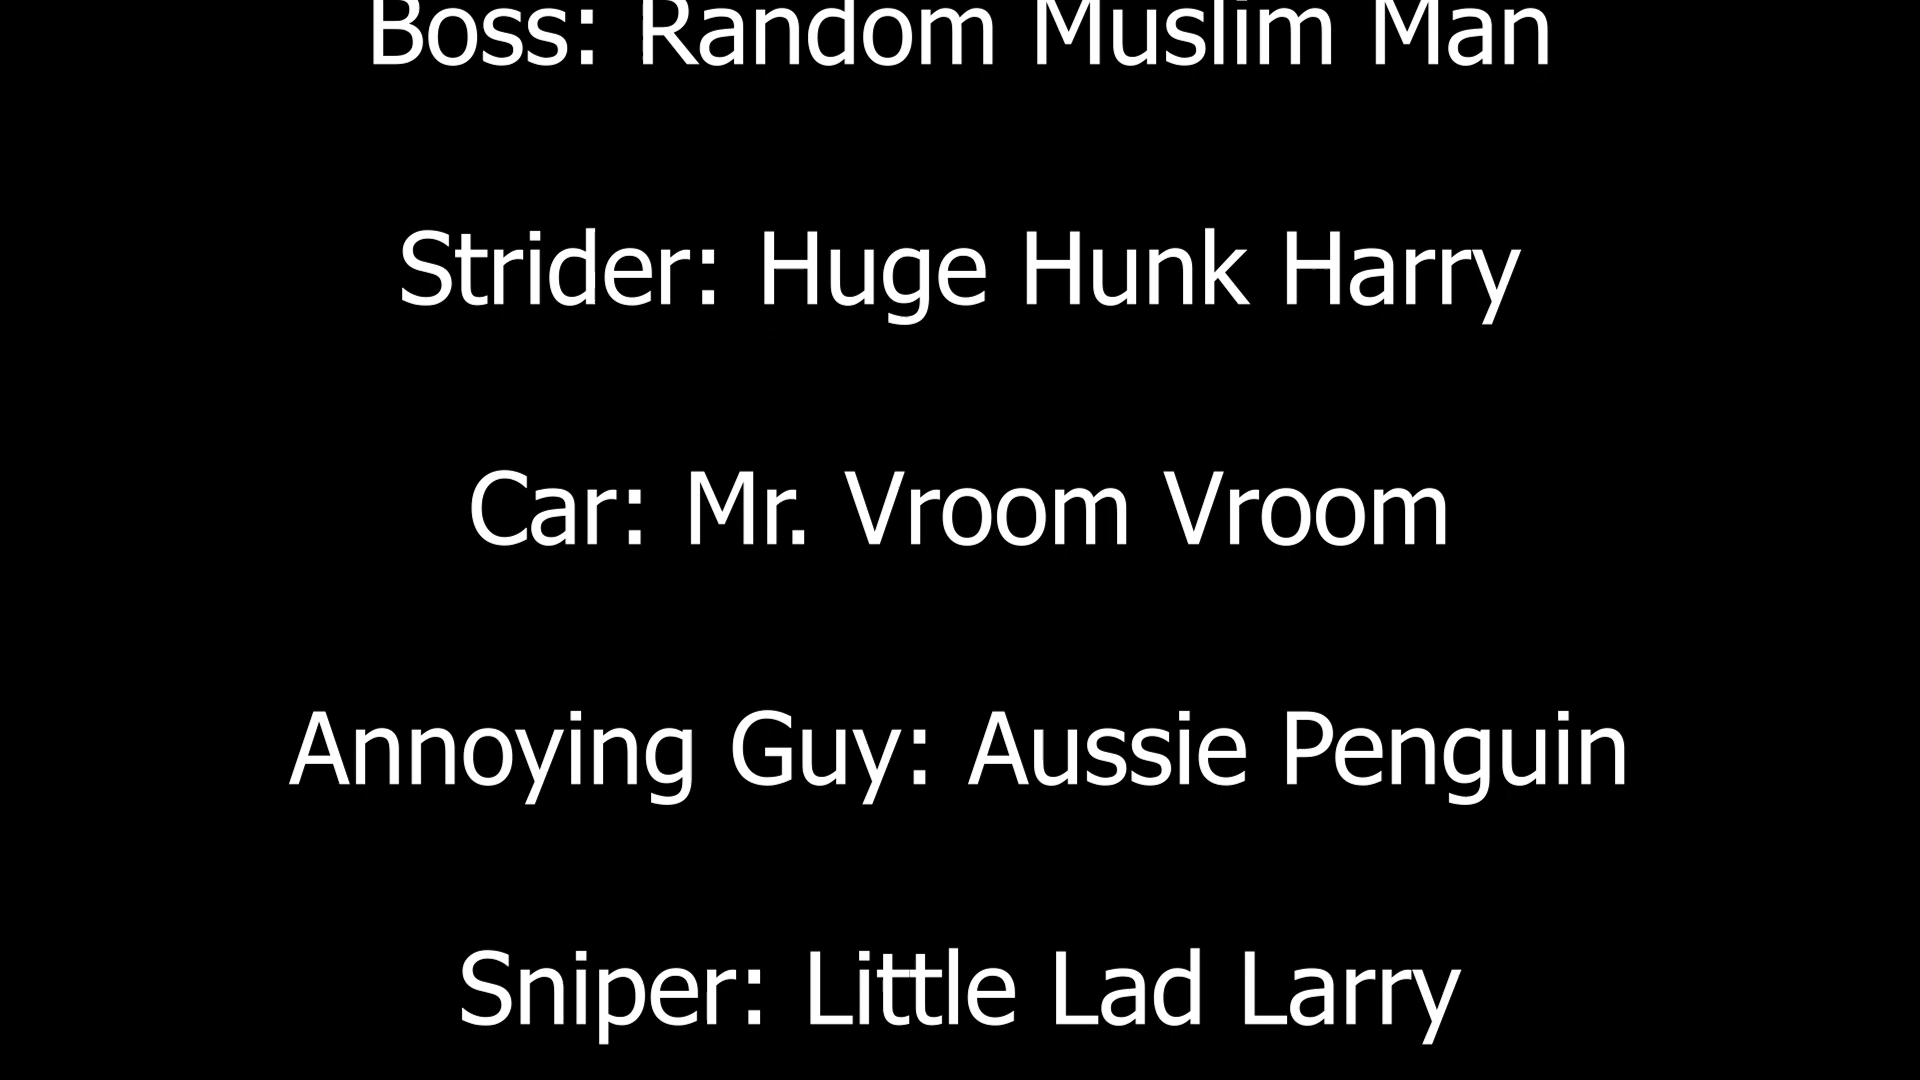 Boss: Random Muslim Man
Strider: Huge Hunk Harry
Car: Mr. Vroom Vroom
Annoying Guy: Aussie Penguin
Sniper: Little Lad Larry